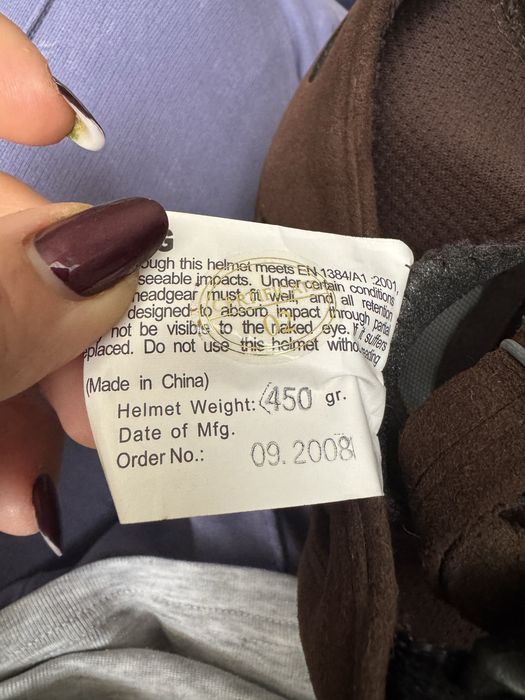 G
ough this helmet meets EN 1384/A1 :2001,
seeable impacts. Under certain conditions
headgear must fit well, and all retention
designed to absorb impact through partial
not be visible to the naked eye. If it suffers
eplaced. Do not use this helmet witho reading
(Made in China)
Helmet Weight: 450 gr.
Date of Mfg.
Order No.: 09. 2008